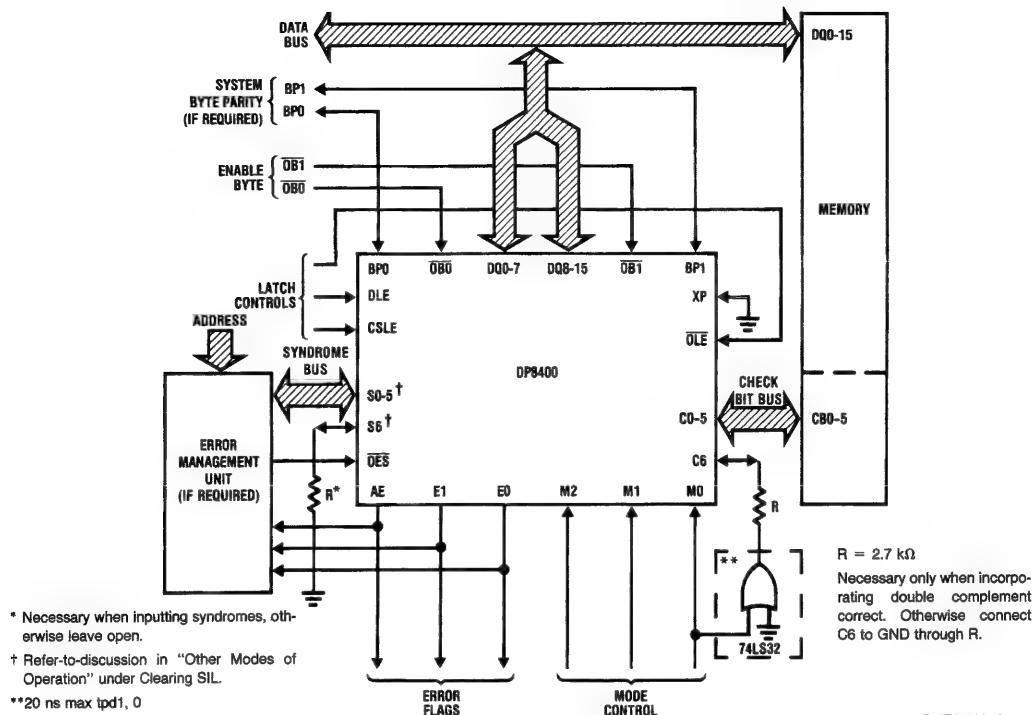 DATA
BUS
DQ0-15
SYSTEM
BYTE PARITY
(IF REQUIRED)
BP1
BP0
ENABLE
BYTE
OB1
OB0
MEMORY
BP0
OB0
DQ0-7
DQ8-15
OB1
BP1
LATCH
CONTROLS
DLE
XP
CSLE
OLE
ADDRESS
SYNDROME
BUS
DP8400
CHECK
BIT BUS
S0-5†
C0-5
CB0-5
S6†
C6
ERROR
MANAGEMENT
UNIT
(IF REQUIRED)
OES
R*
R
AE
E1
E0
M2
M1
M0
**
74LS32
R = 2.7 kΩ
Necessary only when incorpo-
rating double complement
correct. Otherwise connect
C6 to GND through R.
* Necessary when inputting syndromes, oth-
erwise leave open.
† Refer-to-discussion in "Other Modes of
Operation" under Clearing SIL.
**20 ns max tpd1, 0
ERROR
FLAGS
MODE
CONTROL